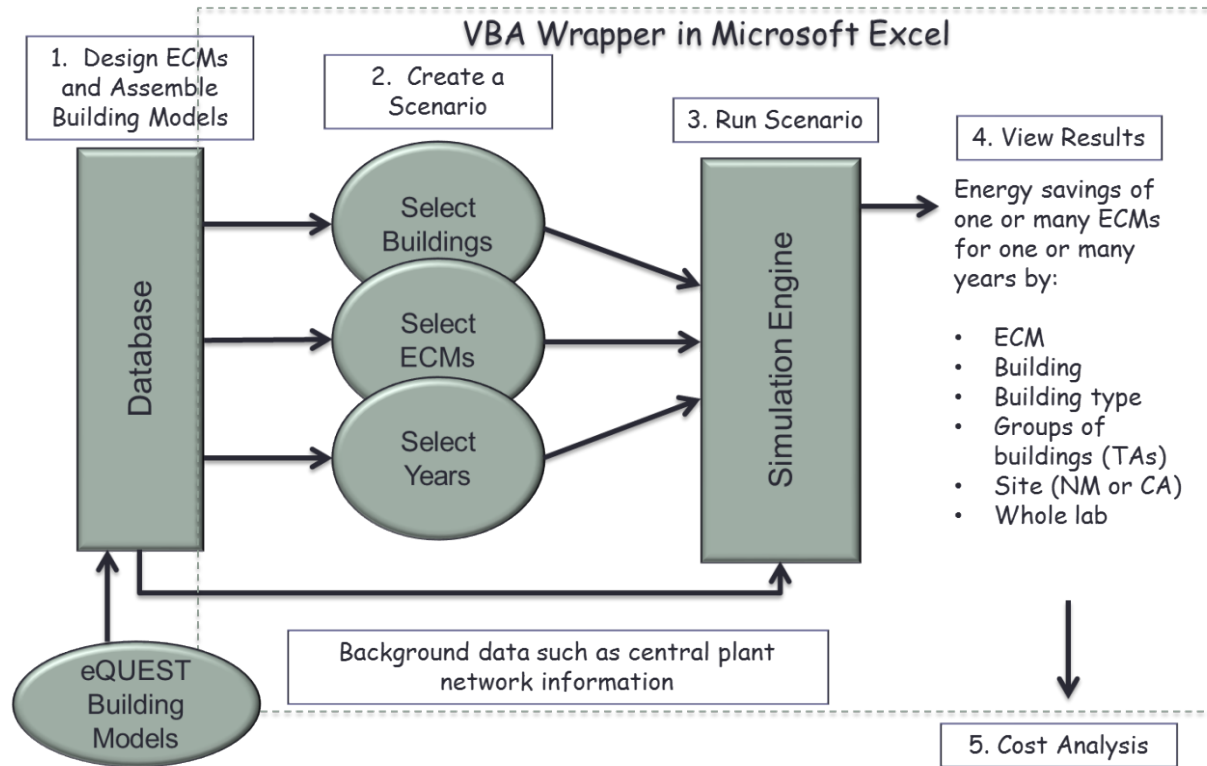 VBA Wrapper in Microsoft Excel
1. Design ECMs
and Assemble
Building Models
2. Create a
Scenario
3. Run Scenario
4. View Results
Database
Select
Buildings
Select
ECMs
Select
Years
Simulation Engine
Energy savings of
one or many ECMs
for one or many
years by:
• ECM
• Building
• Building type
• Groups of
buildings (TAs)
• Site (NM or CA)
• Whole lab
eQUEST
Building
Models
Background data such as central plant
network information
5. Cost Analysis